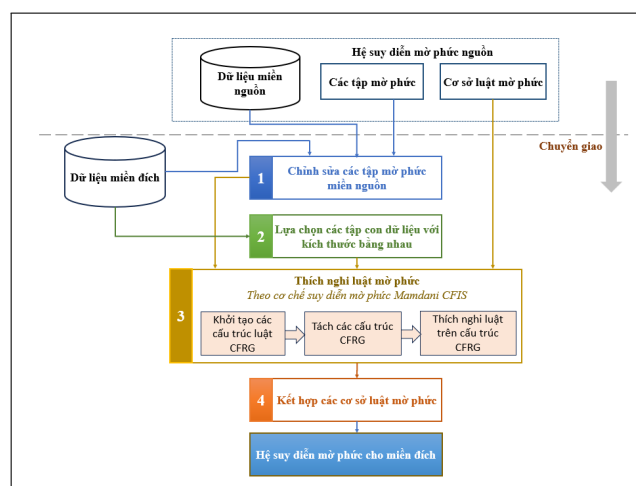 Hệ suy diễn mờ phức nguồn
Dữ liệu miền
nguồn
Các tập mờ phức
Cơ sở luật mờ phức
Chuyển giao
Dữ liệu miền đích
1
Chỉnh sửa các tập mờ phức
miền nguồn
2
Lựa chọn các tập con dữ liệu với
kích thước bằng nhau
3
Thích nghi luật mờ phức
Theo cơ chế suy diễn mờ phức Mamdani CFIS
Khởi tạo các
cấu trúc luật
CFRG
Tách các cấu trúc
CFRG
Thích nghi luật
trên cấu trúc
CFRG
4
Kết hợp các cơ sở luật mờ phức
Hệ suy diễn mờ phức cho miền đích